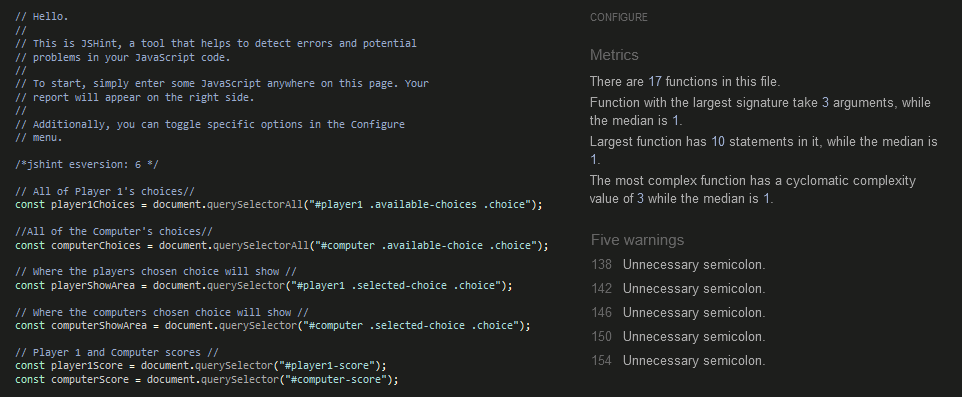 // Hello.
//
// This is JSHint, a tool that helps to detect errors and potential
// problems in your JavaScript code.
//
// To start, simply enter some JavaScript anywhere on this page. Your
// report will appear on the right side.
//
// Additionally, you can toggle specific options in the Configure
// menu.
/*jshint esversion: 6 */
// All of Player 1's choices//
const player1Choices = document.querySelectorAll("#player1 .available-choices .choice");
//All of the Computer's choices//
const computerChoices = document.querySelectorAll("#computer .available-choice .choice");
// Where the players chosen choice will show //
const playerShowArea = document.querySelector("#player1 .selected-choice .choice");
// Where the computers chosen choice will show //
const computerShowArea = document.querySelector("#computer .selected-choice .choice");
// Player 1 and Computer scores //
const player1Score = document.querySelector("#player1-score");
const computerScore = document.querySelector("#computer-score");
CONFIGURE
Metrics
There are 17 functions in this file.
Function with the largest signature take 3 arguments, while
the median is 1.
Largest function has 10 statements in it, while the median is
1.
The most complex function has a cyclomatic complexity
value of 3 while the median is 1.
Five warnings
138 Unnecessary semicolon.
142 Unnecessary semicolon.
146 Unnecessary semicolon.
150 Unnecessary semicolon.
154 Unnecessary semicolon.